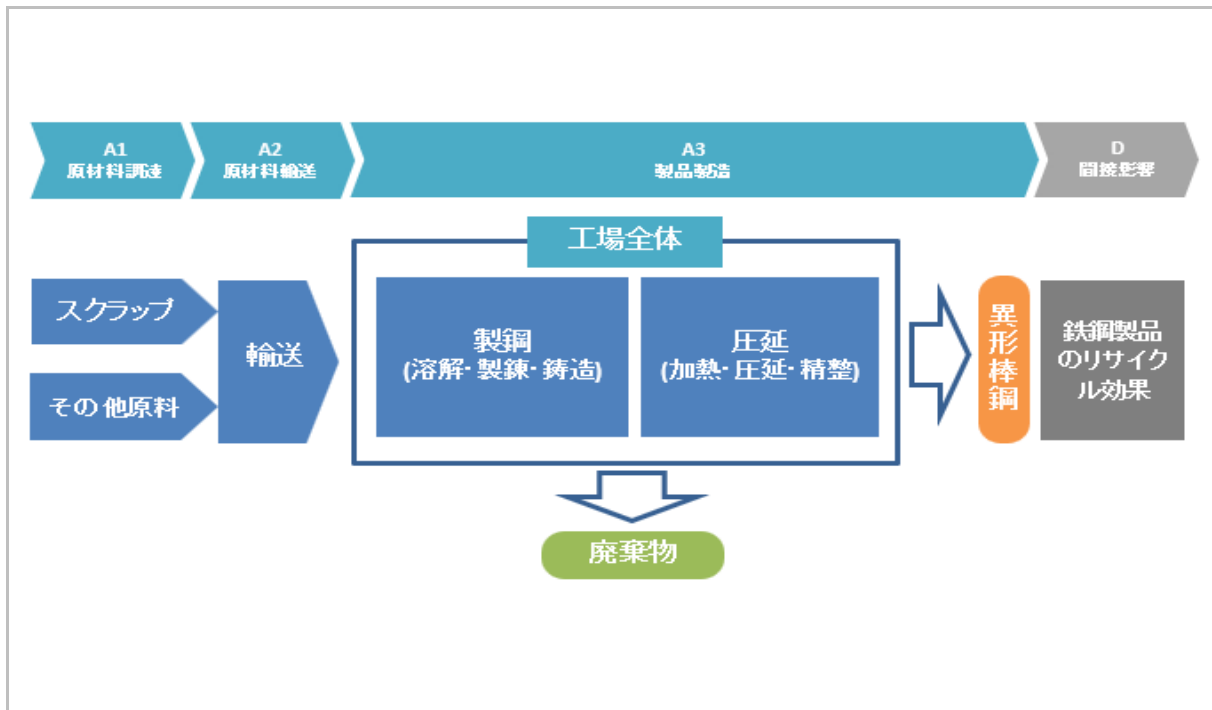 A1
原材料調達
A2
原材料輸送
A3
製品製造
D
間接影響
工場全体
スクラップ
その他原料
輸送
製鋼
(溶解・製錬・鋳造)
圧延
(加熱・圧延・精整)
異形棒鋼
鉄鋼製品
のリサイク
ル効果
廃棄物